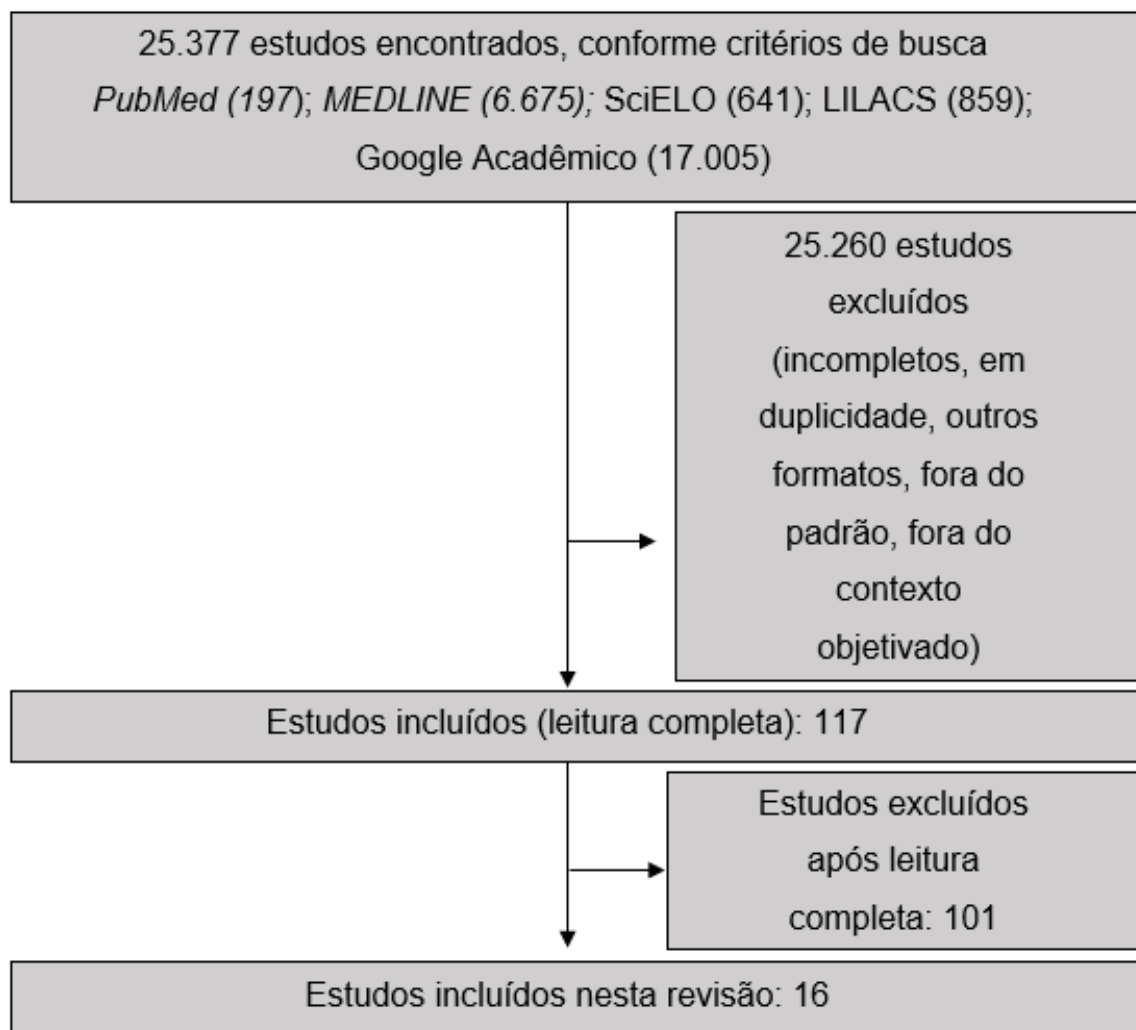 25.377 estudos encontrados, conforme critérios de busca
PubMed (197); MEDLINE (6.675); SciELO (641); LILACS (859);
Google Acadêmico (17.005)
25.260 estudos
excluídos
(incompletos, em
duplicidade, outros
formatos, fora do
padrão, fora do
contexto
objetivado)
Estudos incluídos (leitura completa): 117
Estudos excluídos
após leitura
completa: 101
Estudos incluídos nesta revisão: 16